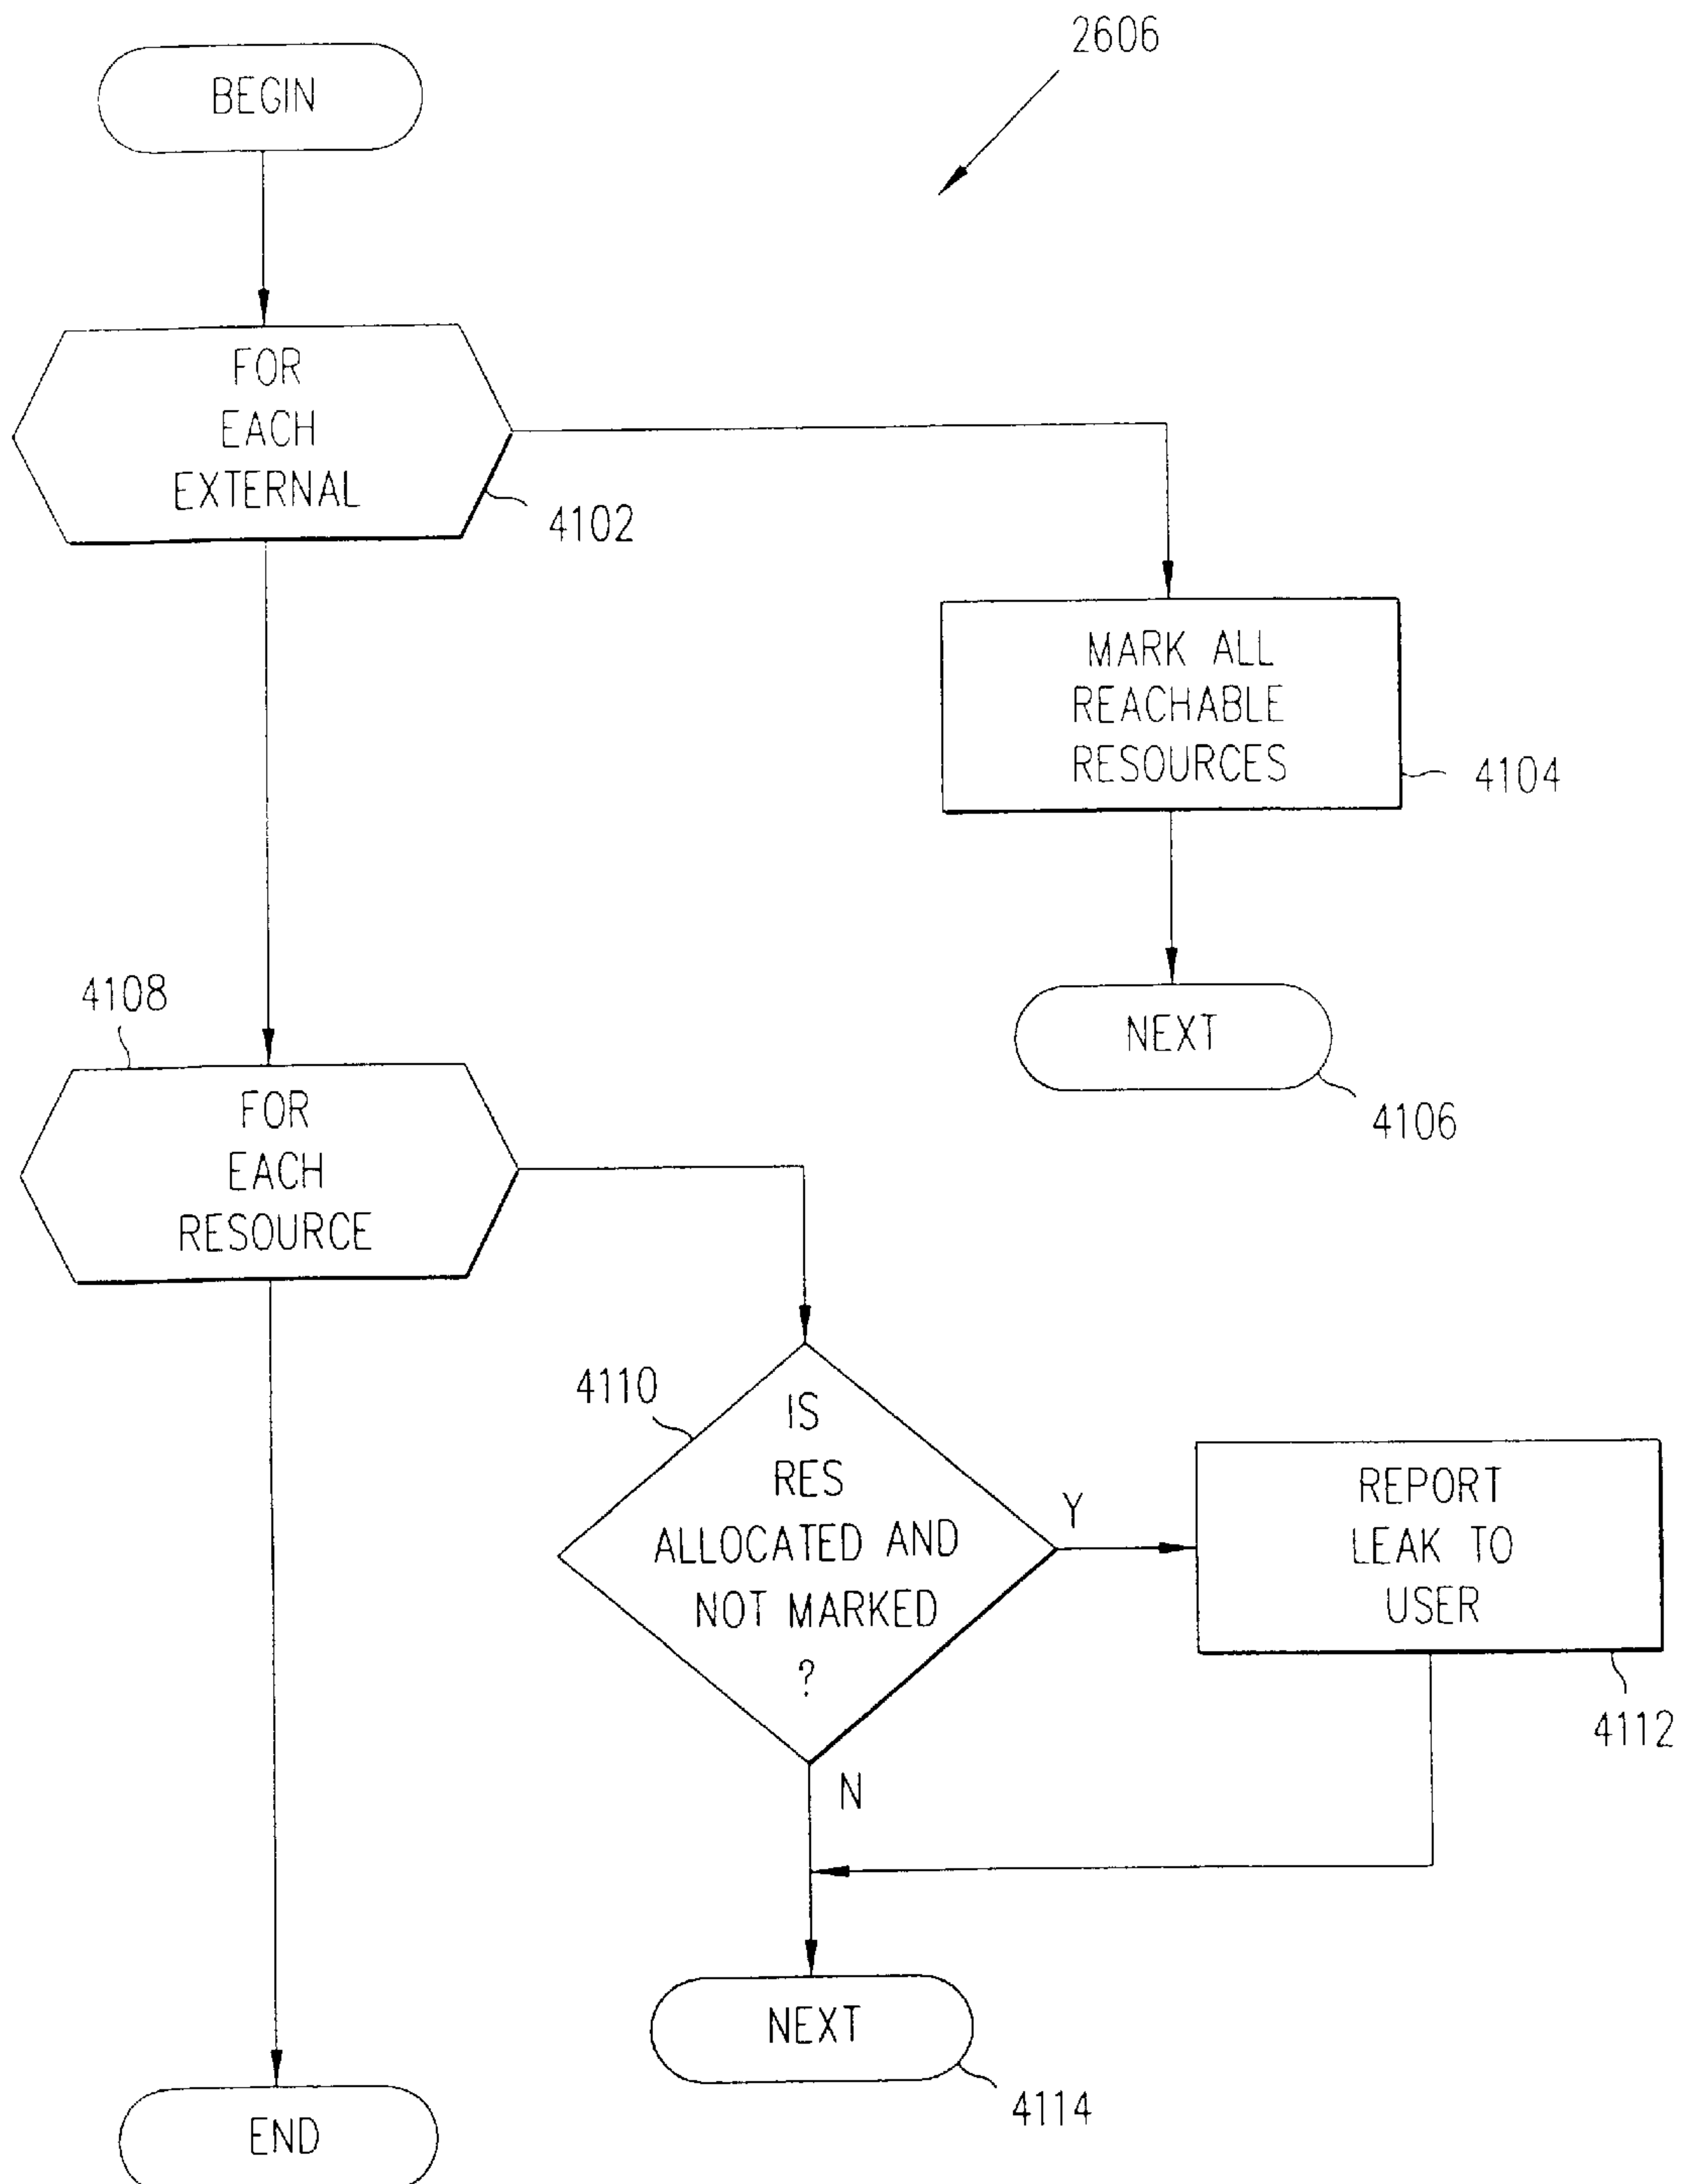 2606
BEGIN
FOR
EACH
EXTERNAL
4102
MARK ALL
REACHABLE
RESOURCES
4104
NEXT
4106
4108
FOR
EACH
RESOURCE
4110
IS
RES
ALLOCATED AND
NOT MARKED
?
Y
N
REPORT
LEAK TO
USER
4112
NEXT
4114
END